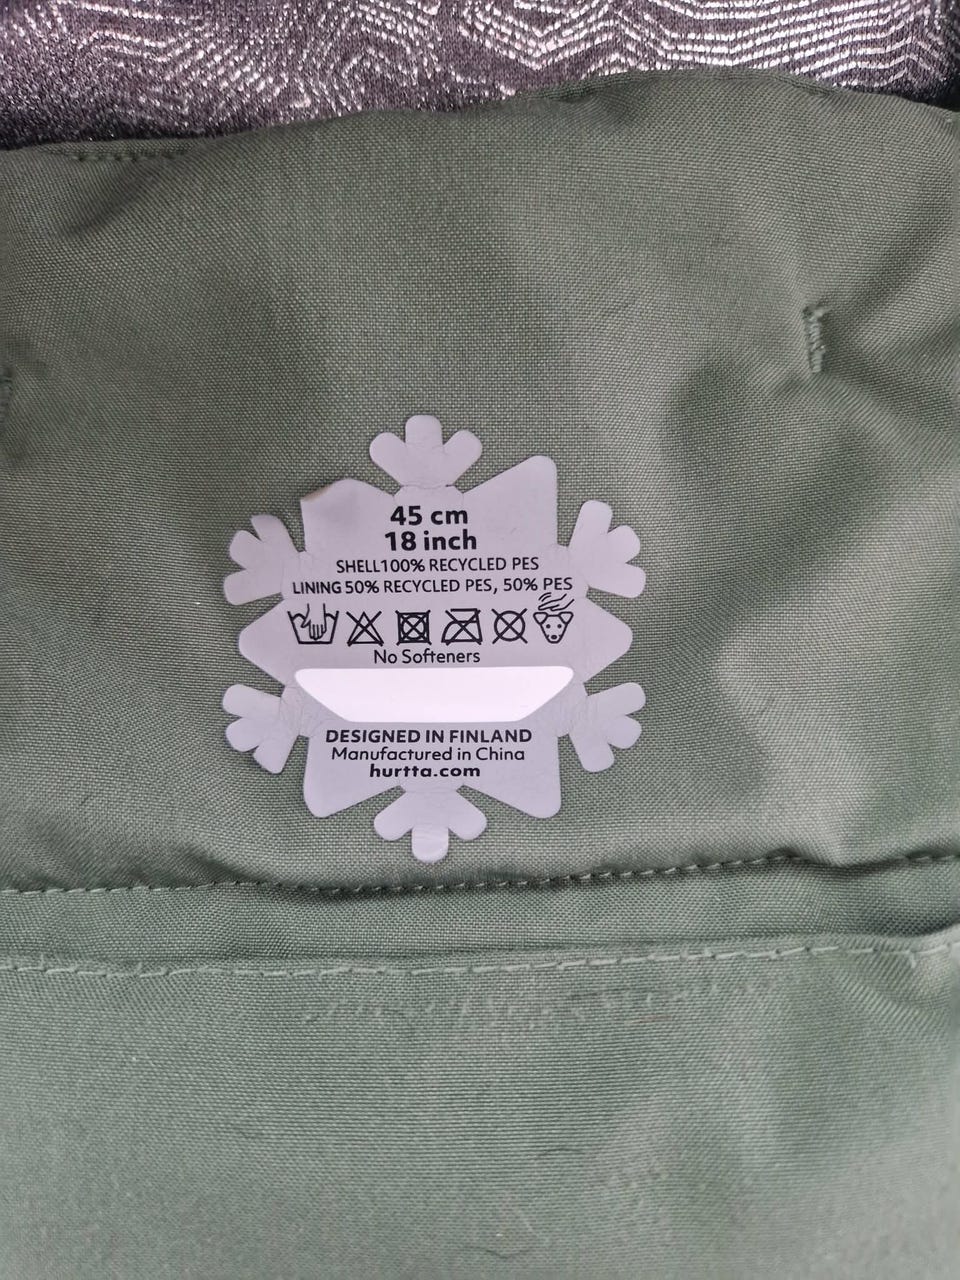 45 cm
18 inch
SHELL100% RECYCLED PES
LINING 50% RECYCLED PES, 50% PES
No Softeners
DESIGNED IN FINLAND
Manufactured in China
hurtta.com